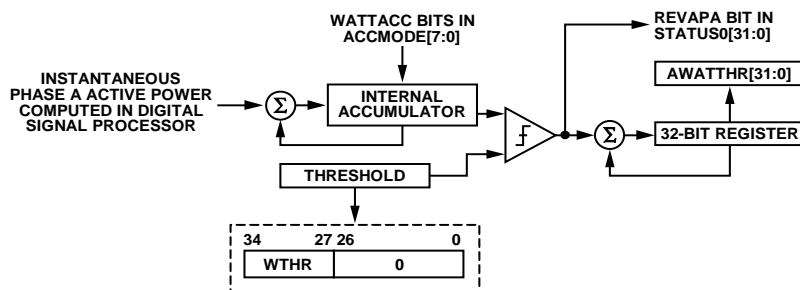 WATTACC BITS IN
ACCMODE[7:0]
REVAPA BIT IN
STATUS0[31:0]
INSTANTANEOUS
PHASE A ACTIVE POWER
COMPUTED IN DIGITAL
SIGNAL PROCESSOR
Σ
INTERNAL
ACCUMULATOR
AWATTHR[31:0]
Σ
32-BIT REGISTER
THRESHOLD
34 27 26 0
WTHR 0